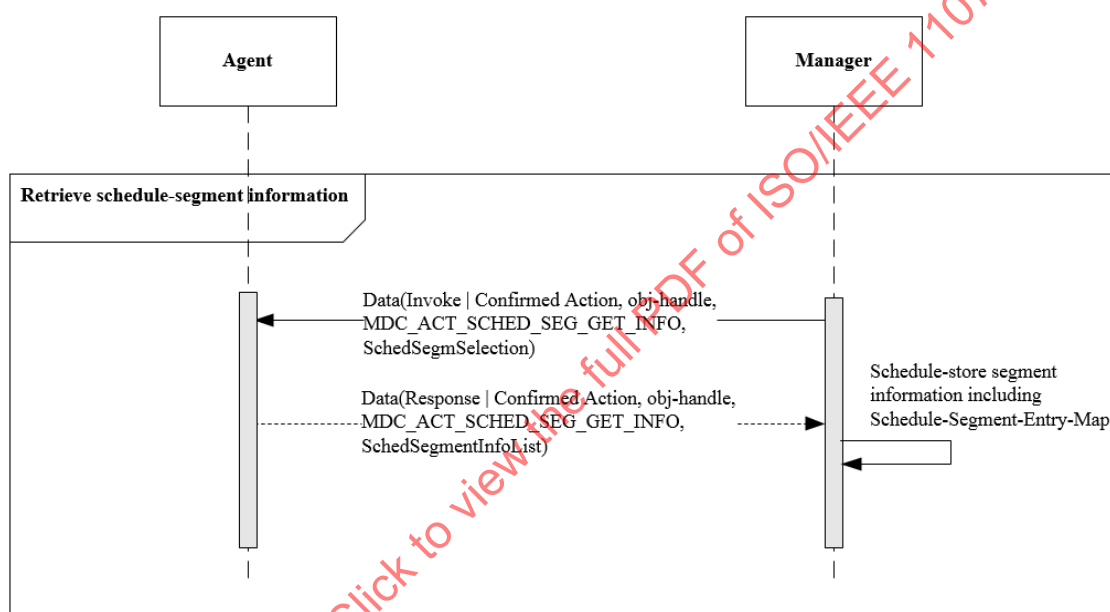 Agent
Manager
Retrieve schedule-segment information
Data(Invoke | Confirmed Action, obj-handle,
MDC_ACT_SCHED_SEG_GET_INFO,
SchedSegmSelection)
Data(Response | Confirmed Action, obj-handle,
MDC_ACT_SCHED_SEG_GET_INFO,
SchedSegmentInfoList)
Schedule-store segment
information including
Schedule-Segment-Entry-Map
Click to view the full PDF of ISO/IEEE 1107